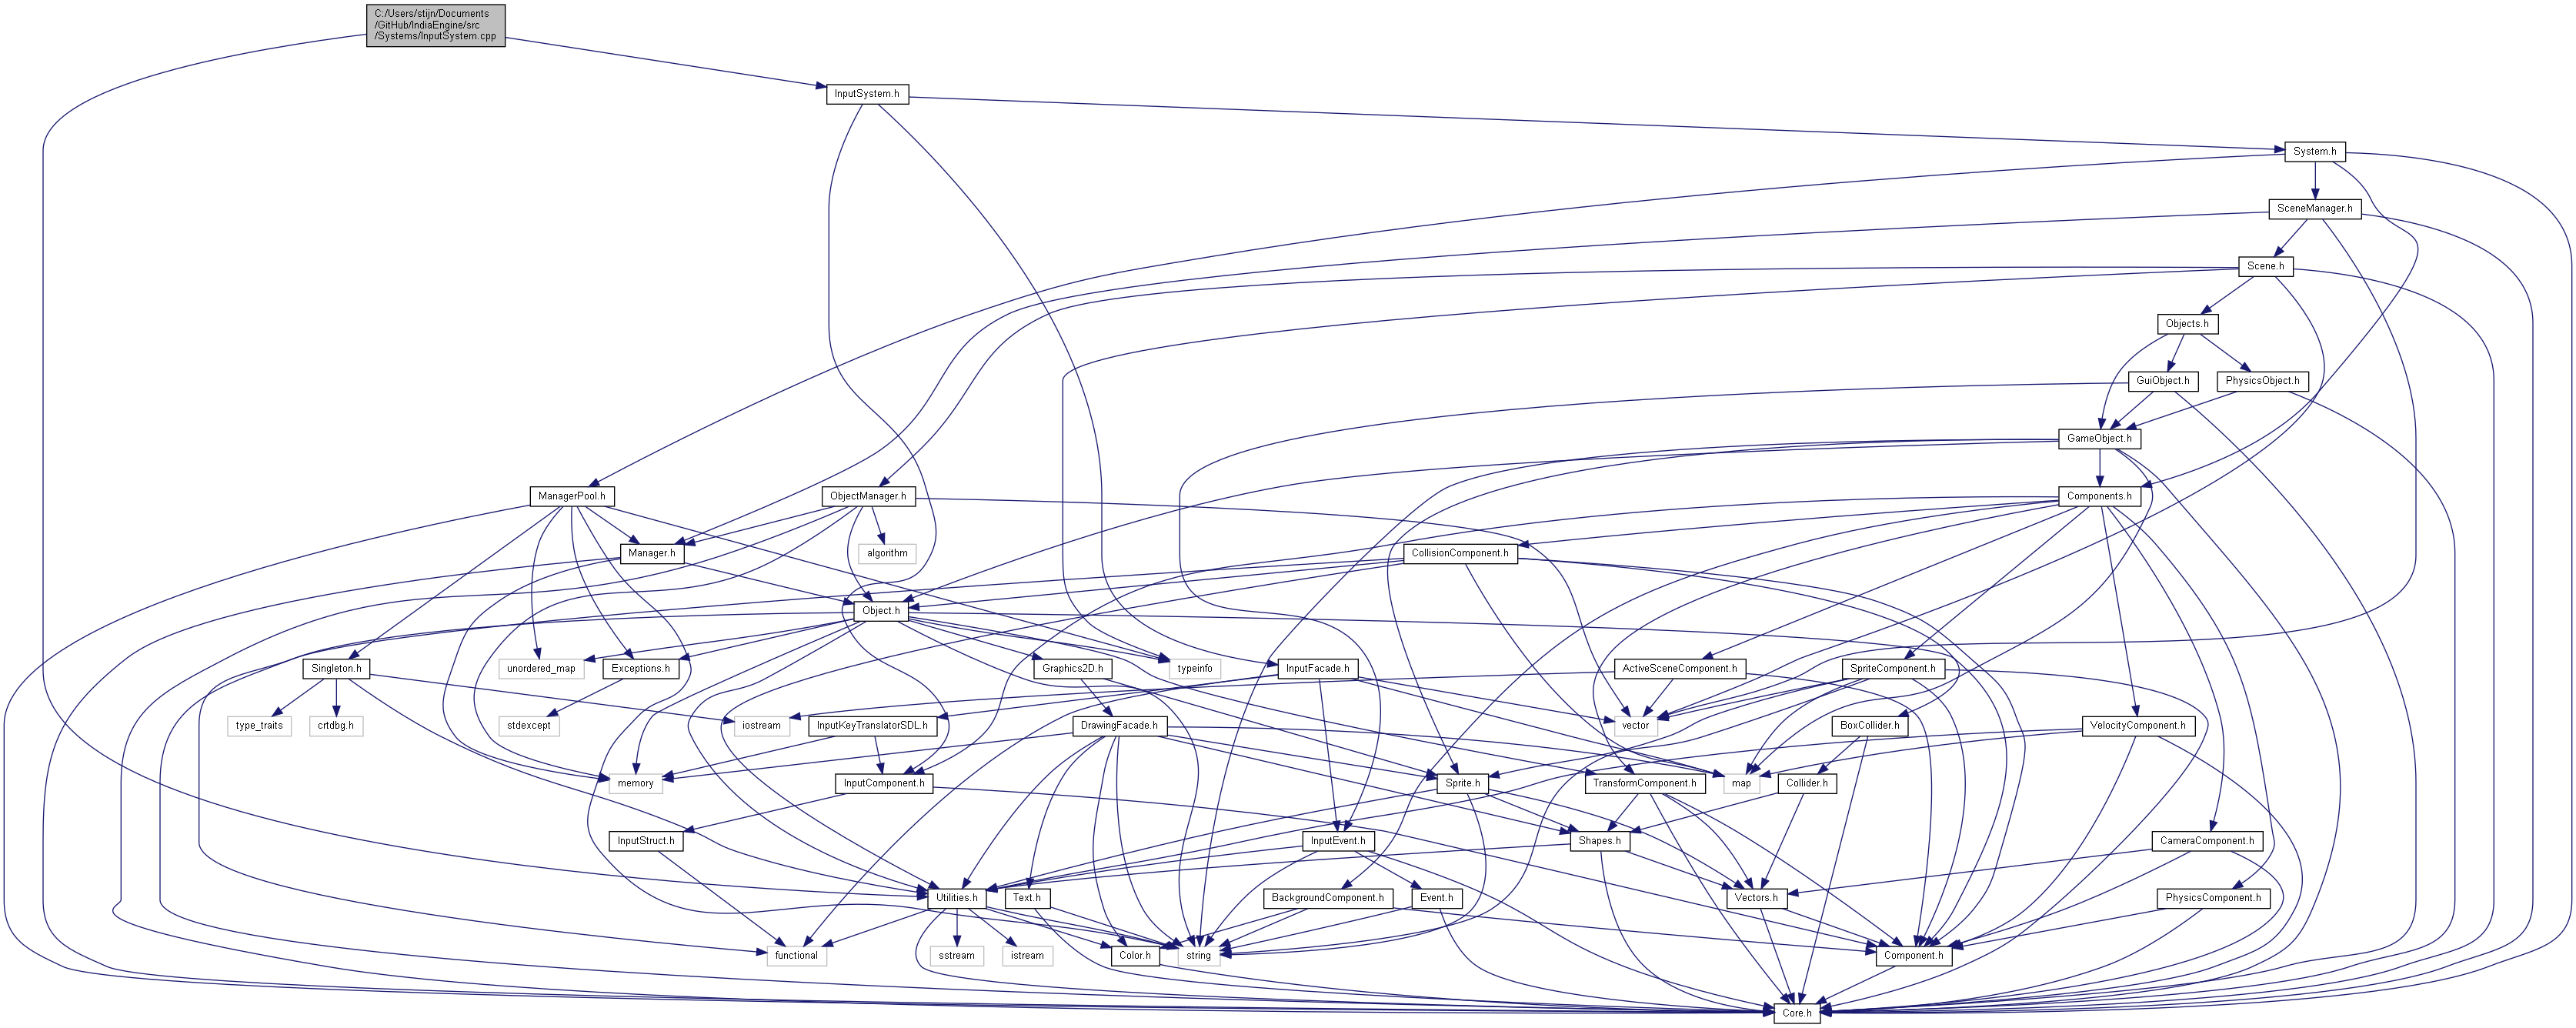 C:/Users/stijn/Documents
/GitHub/IndiaEngine/src
/Systems/InputSystem.cpp
InputSystem.h
System.h
SceneManager.h
Scene.h
Objects.h
GuiObject.h
PhysicsObject.h
GameObject.h
ManagerPool.h
ObjectManager.h
Components.h
Manager.h
algorithm
CollisionComponent.h
Object.h
Singleton.h
unordered_map
Exceptions.h
Graphics2D.h
typeinfo
InputFacade.h
ActiveSceneComponent.h
SpriteComponent.h
type_traits
crtdbg.h
stdexcept
iostream
InputKeyTranslatorSDL.h
DrawingFacade.h
vector
BoxCollider.h
VelocityComponent.h
memory
InputComponent.h
Sprite.h
TransformComponent.h
map
Collider.h
InputStruct.h
InputEvent.h
Shapes.h
CameraComponent.h
Utilities.h
Text.h
BackgroundComponent.h
Event.h
Vectors.h
PhysicsComponent.h
functional
sstream
istream
Color.h
string
Component.h
Core.h